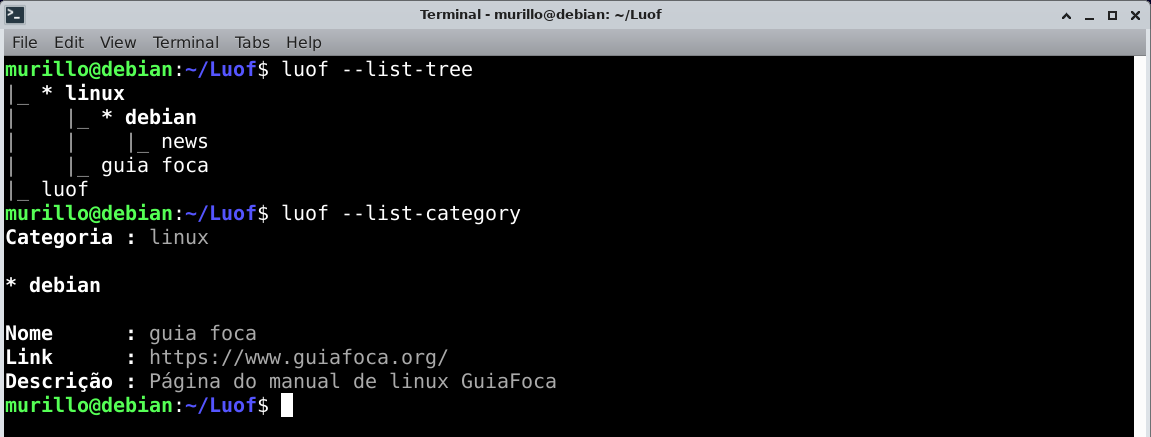 Terminal - murillo@debian: ~/Luof
File Edit View Terminal Tabs Help
murillo@debian:~/Luof$ luof --list-tree
|_ * linux
|    |_ * debian
|    |    |_ news
|    |_ guia foca
|_ luof
murillo@debian:~/Luof$ luof --list-category
Categoria : linux
* debian
Nome      : guia foca
Link      : https://www.guiafoca.org/
Descrição : Página do manual de linux GuiaFoca
murillo@debian:~/Luof$